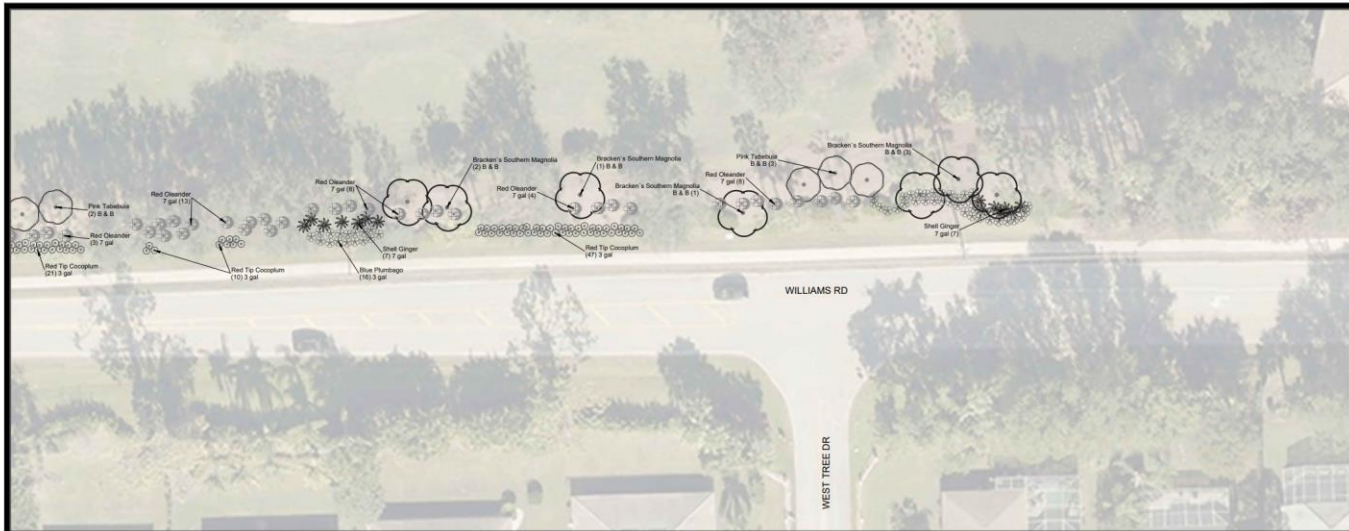 Pink Tabebuia
(2) B & B
Red Oleander
(3) 7 gal
Red Tip Cocoplum
(21) 3 gal
Red Oleander
7 gal (13)
Red Tip Cocoplum
(10) 3 gal
Red Oleander
7 gal (8)
Shell Ginger
(7) 7 gal
Blue Plumbago
(16) 3 gal
Bracken`s Southern Magnolia
(2) B & B
Red Oleander
7 gal (4)
Bracken`s Southern Magnolia
(1) B & B
Red Tip Cocoplum
(47) 3 gal
Bracken`s Southern Magnolia
B & B (1)
Red Oleander
7 gal (8)
Pink Tabebuia
B & B (3)
Bracken`s Southern Magnolia
B & B (3)
Shell Ginger
7 gal (7)
WILLIAMS RD
WEST TREE DR